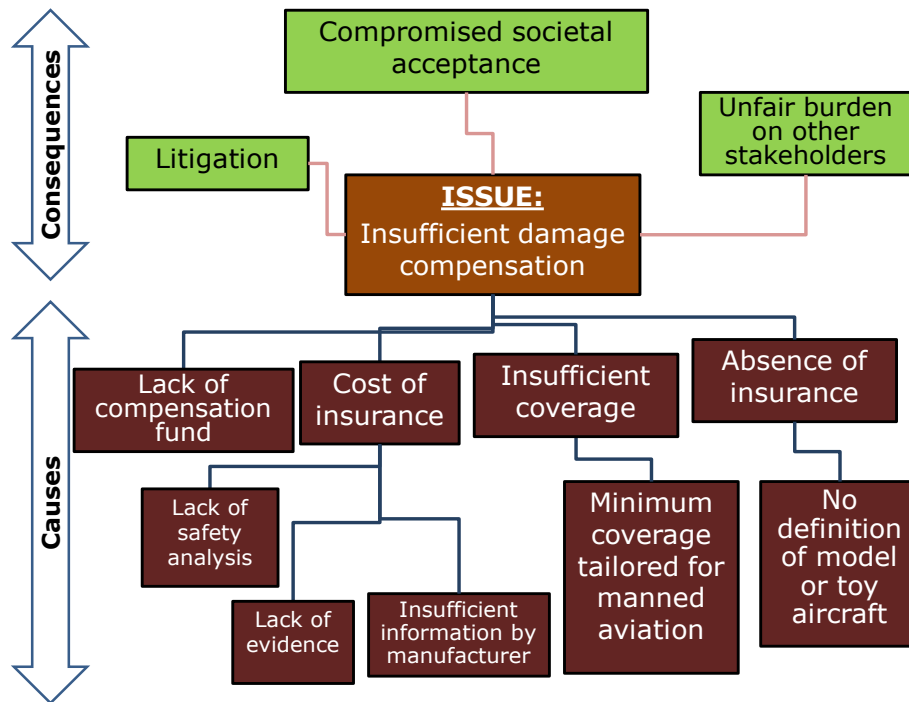 Consequences
Compromised societal
acceptance
Unfair burden
on other
stakeholders
Litigation
ISSUE:
Insufficient damage
compensation
Causes
Lack of
compensation
fund
Cost of
insurance
Insufficient
coverage
Absence of
insurance
Lack of
safety
analysis
Lack of
evidence
Insufficient
information by
manufacturer
Minimum
coverage
tailored for
manned
aviation
No
definition
of model
or toy
aircraft